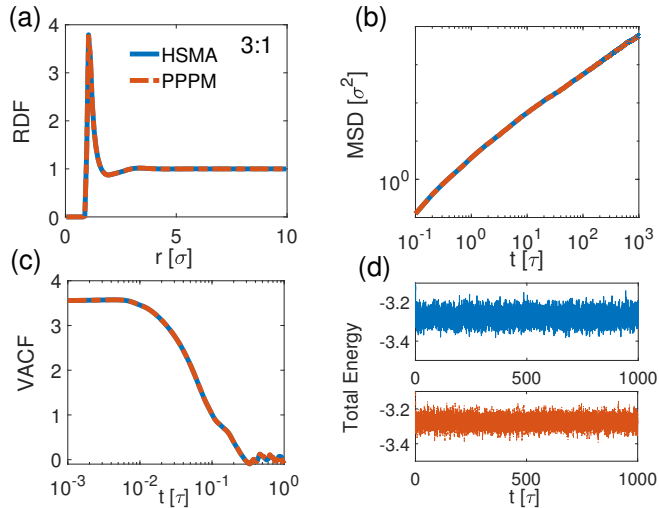 (a)
4
3
2
1
0
RDF
3:1
HSMA
PPPM
0
5
10
r [σ]
(b)
MSD [σ²]
10⁰
10⁻¹
10⁰
10¹
10²
10³
t [τ]
(c)
4
3
2
1
0
VACF
10⁻³
10⁻²
10⁻¹
10⁰
t [τ]
(d)
Total Energy
-3.2
-3.4
0
500
1000
-3.2
-3.4
0
500
1000
t [τ]